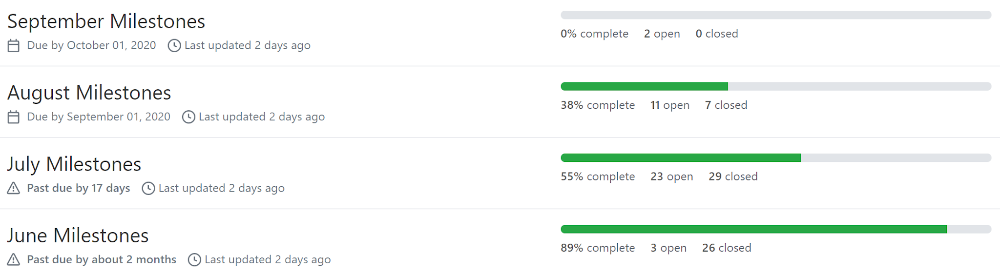 September Milestones
Due by October 01, 2020 Last updated 2 days ago
0% complete 2 open 0 closed
August Milestones
Due by September 01, 2020 Last updated 2 days ago
38% complete 11 open 7 closed
July Milestones
Past due by 17 days Last updated 2 days ago
55% complete 23 open 29 closed
June Milestones
Past due by about 2 months Last updated 2 days ago
89% complete 3 open 26 closed